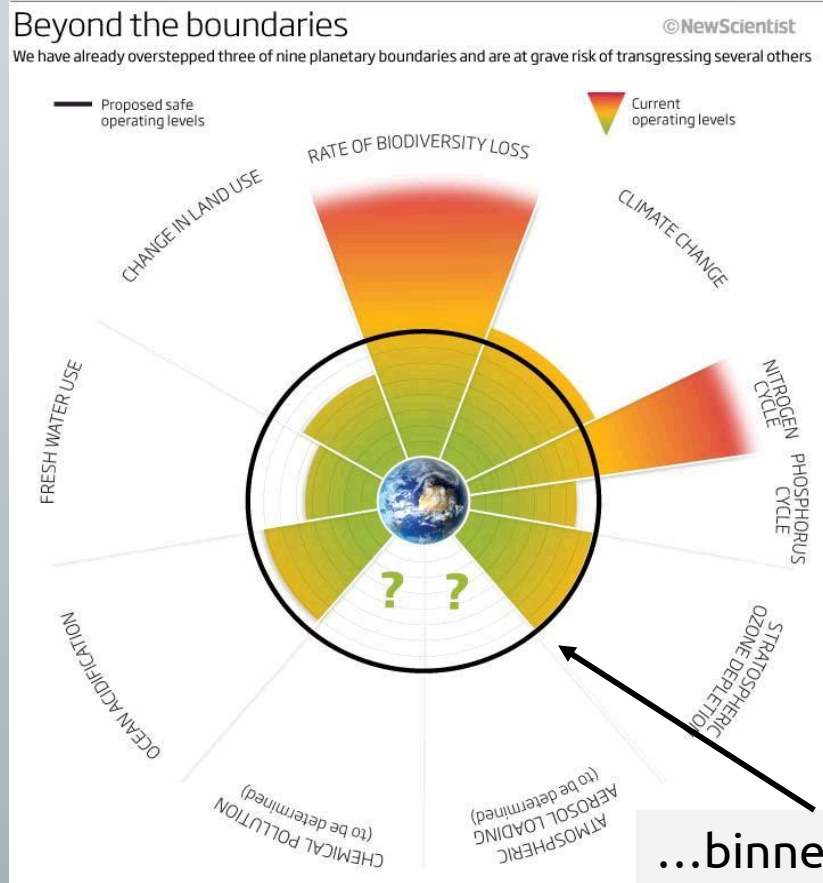 Beyond the boundaries
©NewScientist
We have already overstepped three of nine planetary boundaries and are at grave risk of transgressing several others
Proposed safe
operating levels
Current
operating levels
RATE OF BIODIVERSITY LOSS
CLIMATE CHANGE
NITROGEN
CYCLE
PHOSPHORUS
CYCLE
STRATOSPHERIC
OZONE DEPLETION
ATMOSPHERIC
AEROSOL LOADING
(to be determined)
CHEMICAL POLLUTION
(to be determined)
OCEAN ACIDIFICATION
FRESH WATER USE
CHANGE IN LAND USE
? ?
...binne